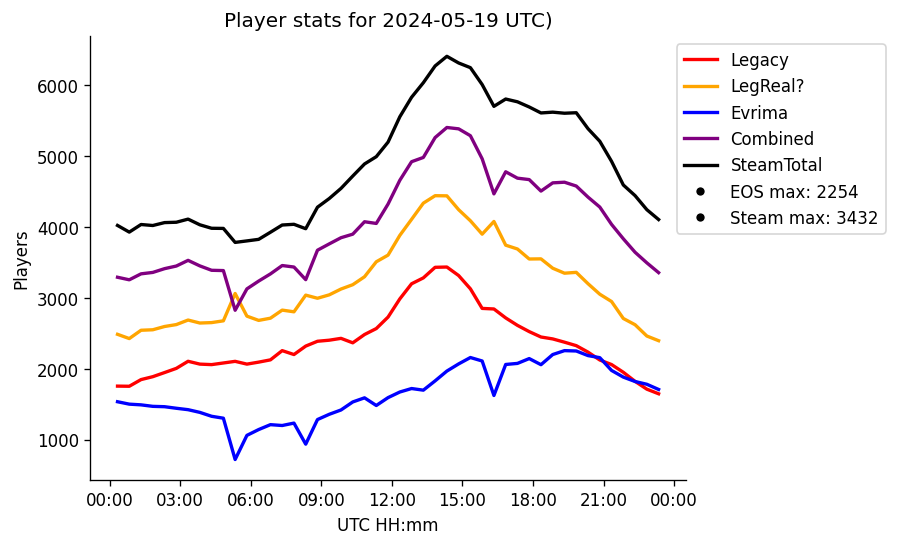 Player stats for 2024-05-19 UTC)
Legacy
LegReal?
Evrima
Combined
SteamTotal
EOS max: 2254
Steam max: 3432
Players
6000
5000
4000
3000
2000
1000
00:00 03:00 06:00 09:00 12:00 15:00 18:00 21:00 00:00
UTC HH:mm